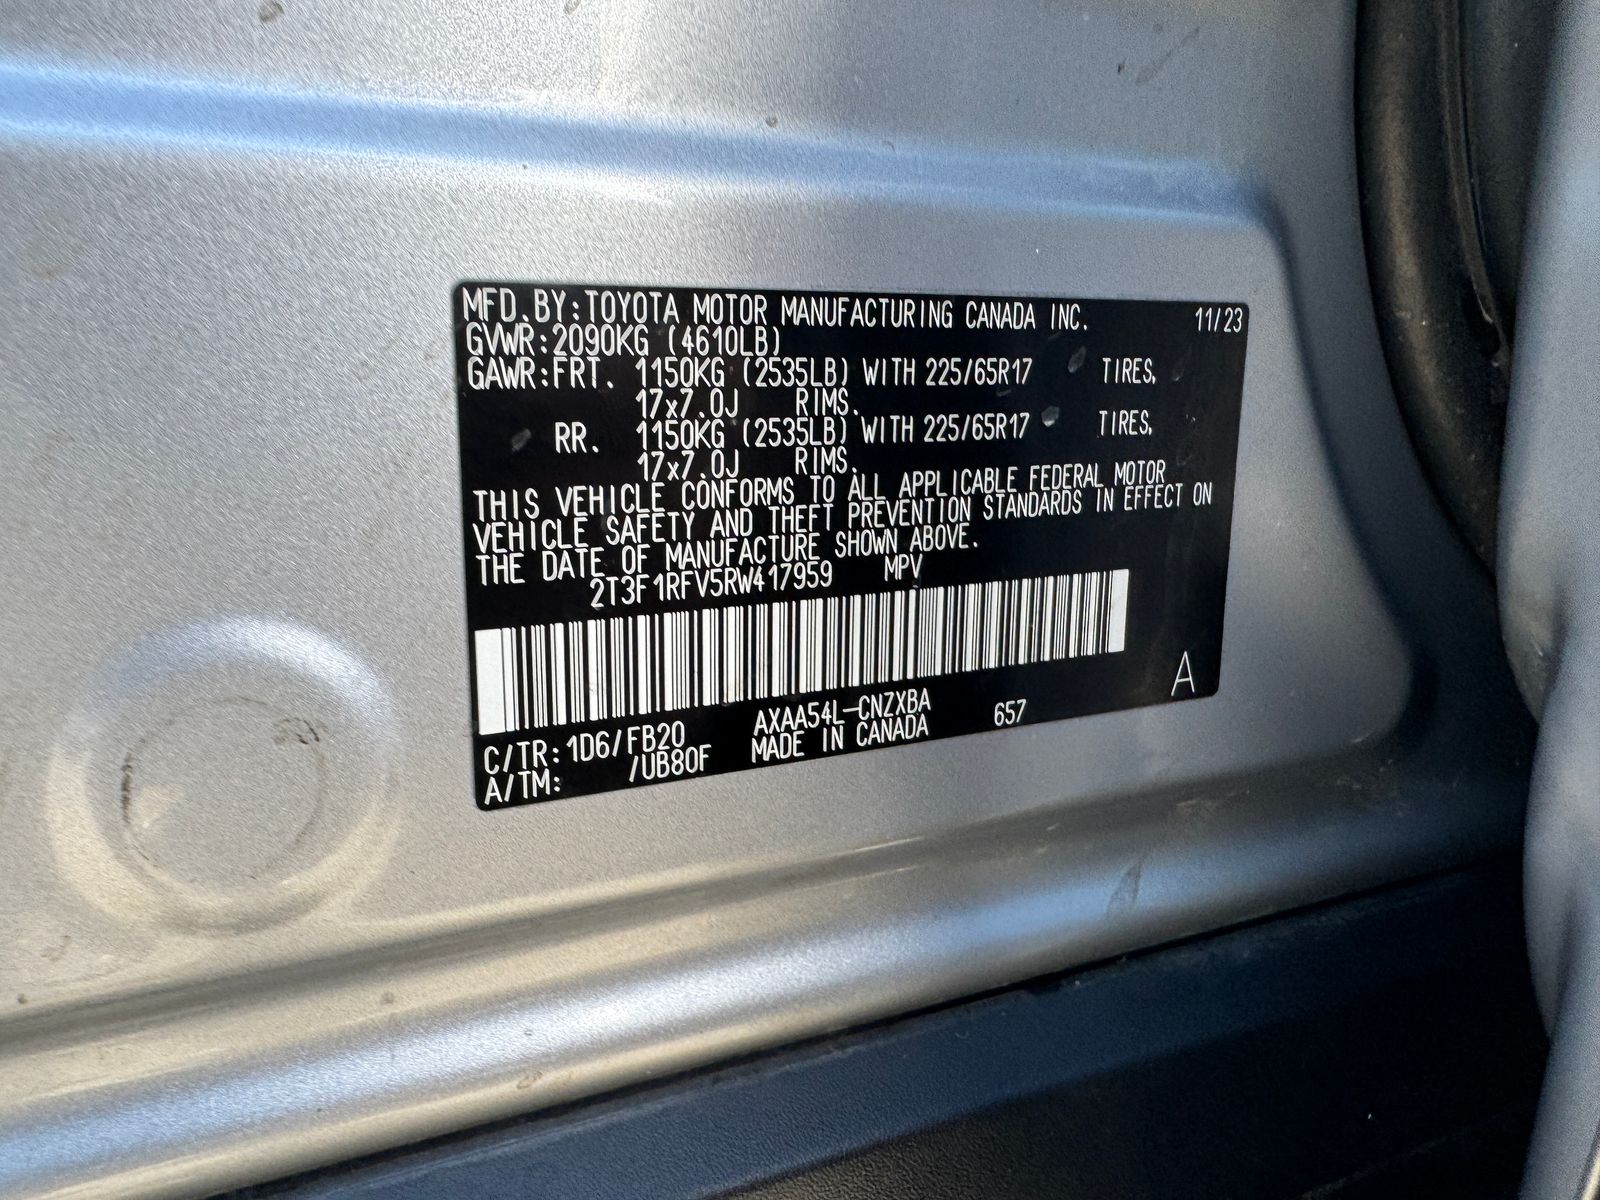 MFD. BY: TOYOTA MOTOR MANUFACTURING CANADA INC. 11/23
GVWR: 2090KG (4610LB)
GAWR: FRT. 1150KG (2535LB) WITH 225/65R17 TIRES,
17x7.0J RIMS.
RR. 1150KG (2535LB) WITH 225/65R17 TIRES,
17x7.0J RIMS.
THIS VEHICLE CONFORMS TO ALL APPLICABLE FEDERAL MOTOR
VEHICLE SAFETY AND THEFT PREVENTION STANDARDS IN EFFECT ON
THE DATE OF MANUFACTURE SHOWN ABOVE.
2T3F1RFV5RW417959 MPV
A
C/TR: 1D6/FB20 AXAA54L-CNZXBA 657
A/TM: /UB80F MADE IN CANADA